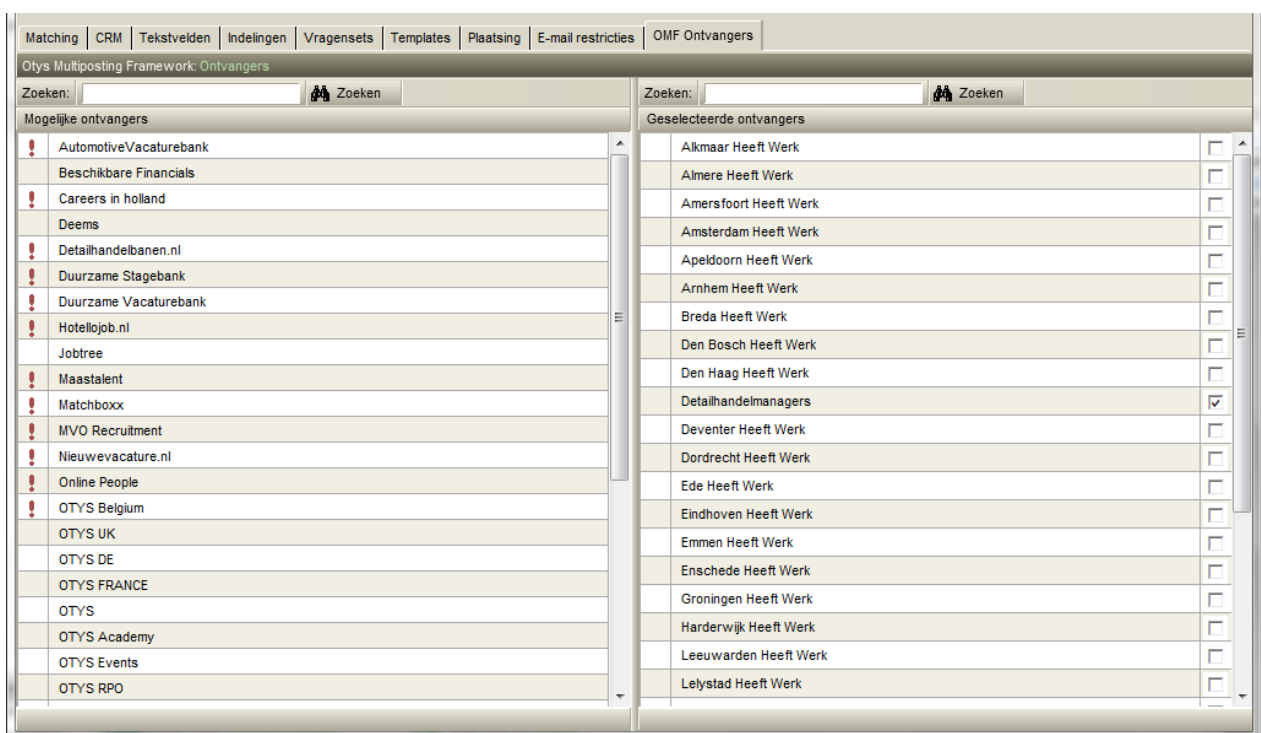 Matching CRM Tekstvelden Indelingen Vragensets Templates Plaatsing E-mail restricties OMF Ontvangers
Otys Multiposting Framework: Ontvangers
Zoeken: Zoeken
Mogelijke ontvangers
AutomotiveVacaturebank
Beschikbare Financials
Careers in holland
Deems
Detailhandelbanen.nl
Duurzame Stagebank
Duurzame Vacaturebank
Hotellojob.nl
Jobtree
Maastalent
Matchboxx
MVO Recruitment
Nieuwevacature.nl
Online People
OTYS Belgium
OTYS UK
OTYS DE
OTYS FRANCE
OTYS
OTYS Academy
OTYS Events
OTYS RPO
Zoeken: Zoeken
Geselecteerde ontvangers
Alkmaar Heeft Werk
Almere Heeft Werk
Amersfoort Heeft Werk
Amsterdam Heeft Werk
Apeldoorn Heeft Werk
Arnhem Heeft Werk
Breda Heeft Werk
Den Bosch Heeft Werk
Den Haag Heeft Werk
Detailhandelmanagers
Deventer Heeft Werk
Dordrecht Heeft Werk
Ede Heeft Werk
Eindhoven Heeft Werk
Emmen Heeft Werk
Enschede Heeft Werk
Groningen Heeft Werk
Harderwijk Heeft Werk
Leeuwarden Heeft Werk
Lelystad Heeft Werk